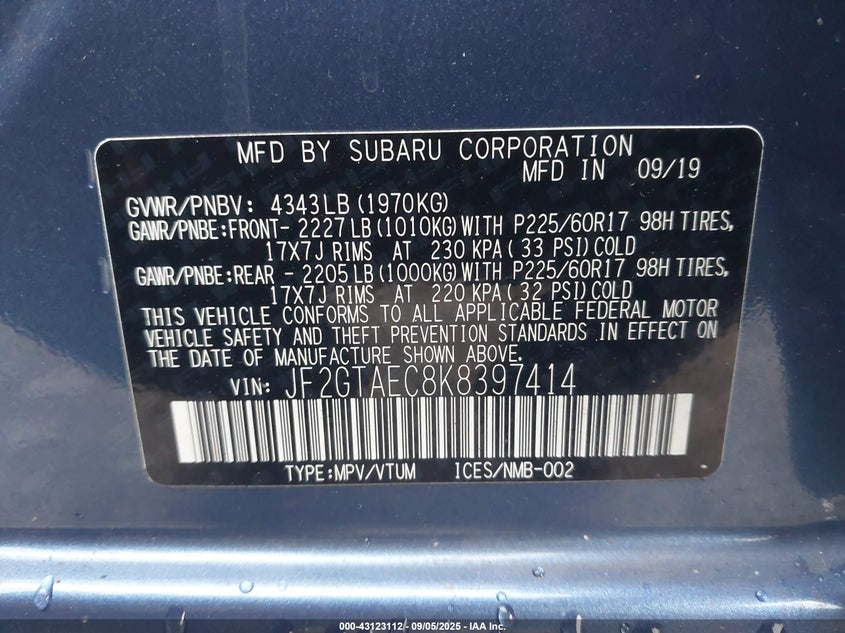 MFD BY SUBARU CORPORATION
MFD IN 09/19
GVWR/PNBV: 4343LB(1970KG)
GAWR/PNBE:FRONT- 2227LB(1010KG)WITH P225/60R17 98H TIRES,
17X7J RIMS AT 230 KPA( 33 PSI)COLD
GAWR/PNBE:REAR - 2205LB(1000KG)WITH P225/60R17 98H TIRES,
17X7J RIMS AT 220 KPA( 32 PSI)COLD
THIS VEHICLE CONFORMS TO ALL APPLICABLE FEDERAL MOTOR
VEHICLE SAFETY AND THEFT PREVENTION STANDARDS IN EFFECT ON
THE DATE OF MANUFACTURE SHOWN ABOVE.
VIN: JF2GTAEC8K8397414
TYPE:MPV/VTUM ICES/NMB-002
000-43123112 - 09/05/2025 - IAA Inc.